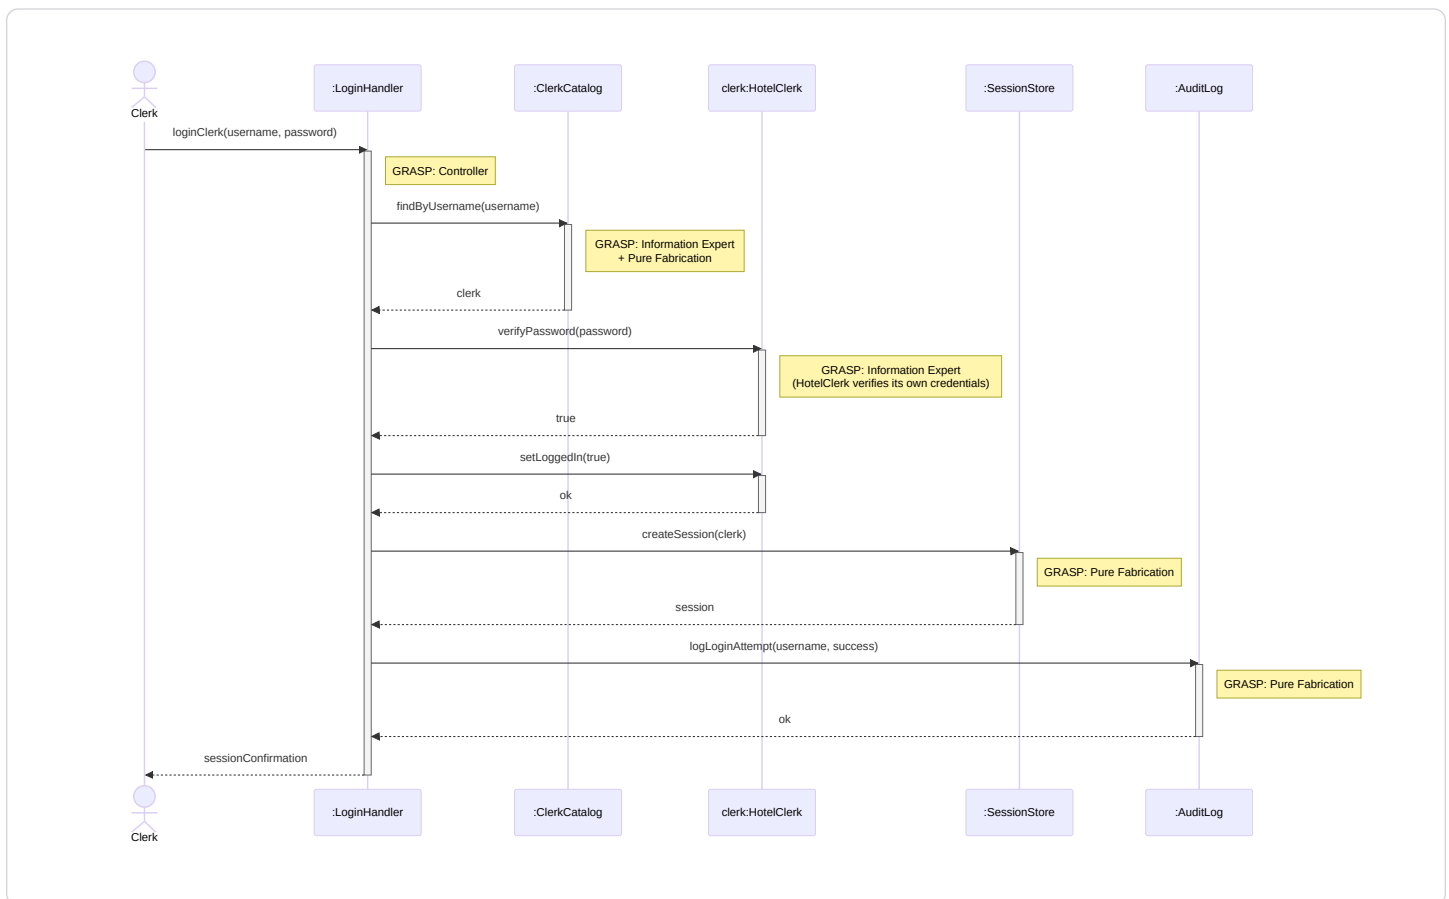 :LoginHandler
:ClerkCatalog
clerk:HotelClerk
:SessionStore
:AuditLog
Clerk
loginClerk(username, password)
GRASP: Controller
findByUsername(username)
GRASP: Information Expert
+ Pure Fabrication
clerk
verifyPassword(password)
GRASP: Information Expert
(HotelClerk verifies its own credentials)
true
setLoggedIn(true)
ok
createSession(clerk)
GRASP: Pure Fabrication
session
logLoginAttempt(username, success)
GRASP: Pure Fabrication
ok
sessionConfirmation
:LoginHandler
:ClerkCatalog
clerk:HotelClerk
:SessionStore
:AuditLog
Clerk